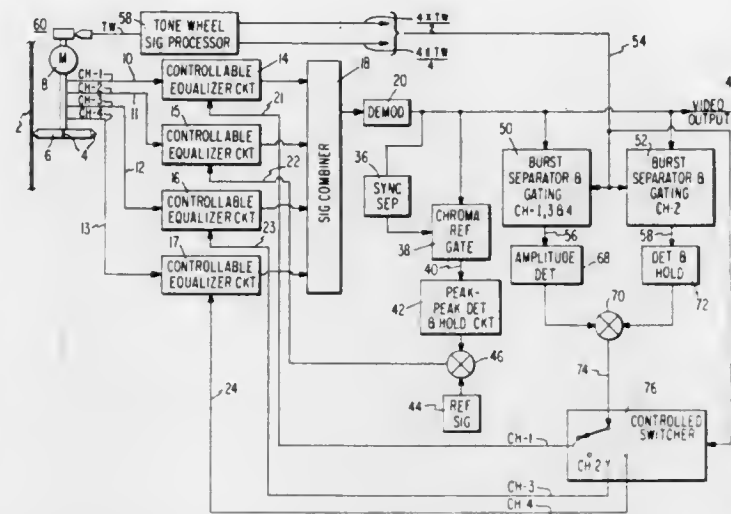 60
TW
58
TONE WHEEL
SIG PROCESSOR
4 X TW
2
4 X TW
4
54
M
8
CH-1
CH-2
10
11
14
CONTROLLABLE
EQUALIZER CKT
21
15
CONTROLLABLE
EQUALIZER CKT
22
16
CONTROLLABLE
EQUALIZER CKT
23
17
CONTROLLABLE
EQUALIZER CKT
2
6
4
12
13
18
SIG COMBINER
20
DEMOD
VIDEO
OUTPUT
4
36
SYNC
SEP
CHROMA
REF
GATE
38
40
PEAK-
PEAK DET
& HOLD CKT
42
46
REF
SIG
44
50
BURST
SEPARATOR &
GATING
CH-1, 3 & 4
52
BURST
SEPARATOR &
GATING
CH-2
56
58
AMPLITUDE
DET
68
DET &
HOLD
72
70
74
76
CONTROLLED
SWITCHER
CH-2
CH-1
CH-3
CH-4
24